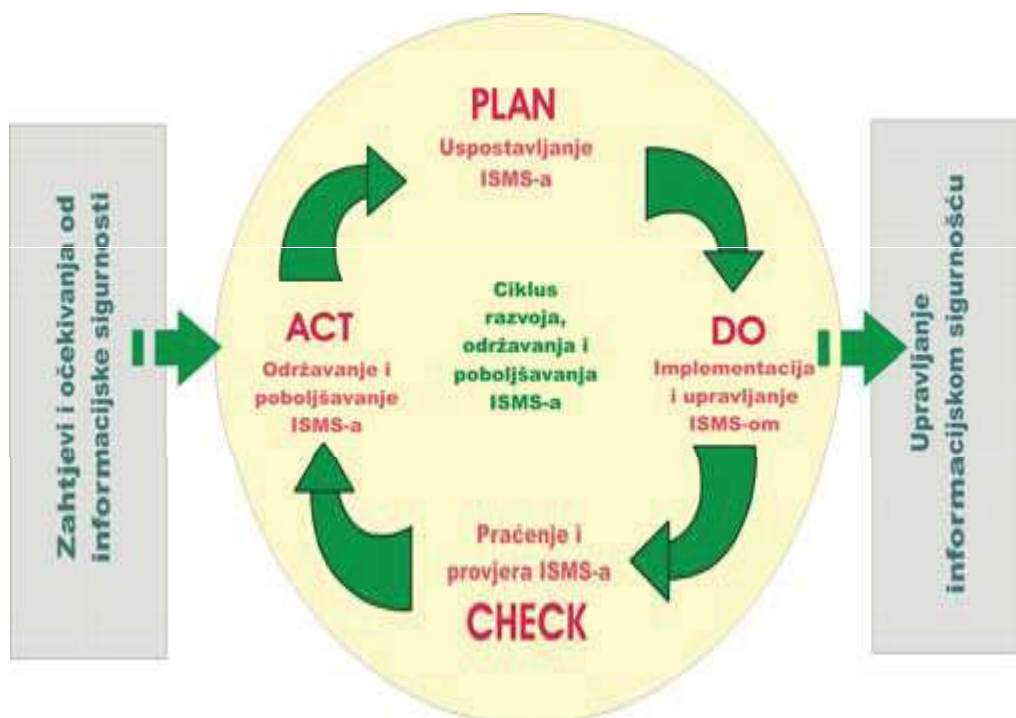 Zahtjevi i očekivanja od
informacijske sigurnosti
PLAN
Uspostavljanje
ISMS-a
DO
Implementacija
i upravljanje
ISMS-om
Praćenje i
provjera ISMS-a
CHECK
ACT
Održavanje i
poboljšavanje
ISMS-a
Ciklus
razvoja,
održavanja i
poboljšavanja
ISMS-a
Upravljanje
informacijskom sigurnošću